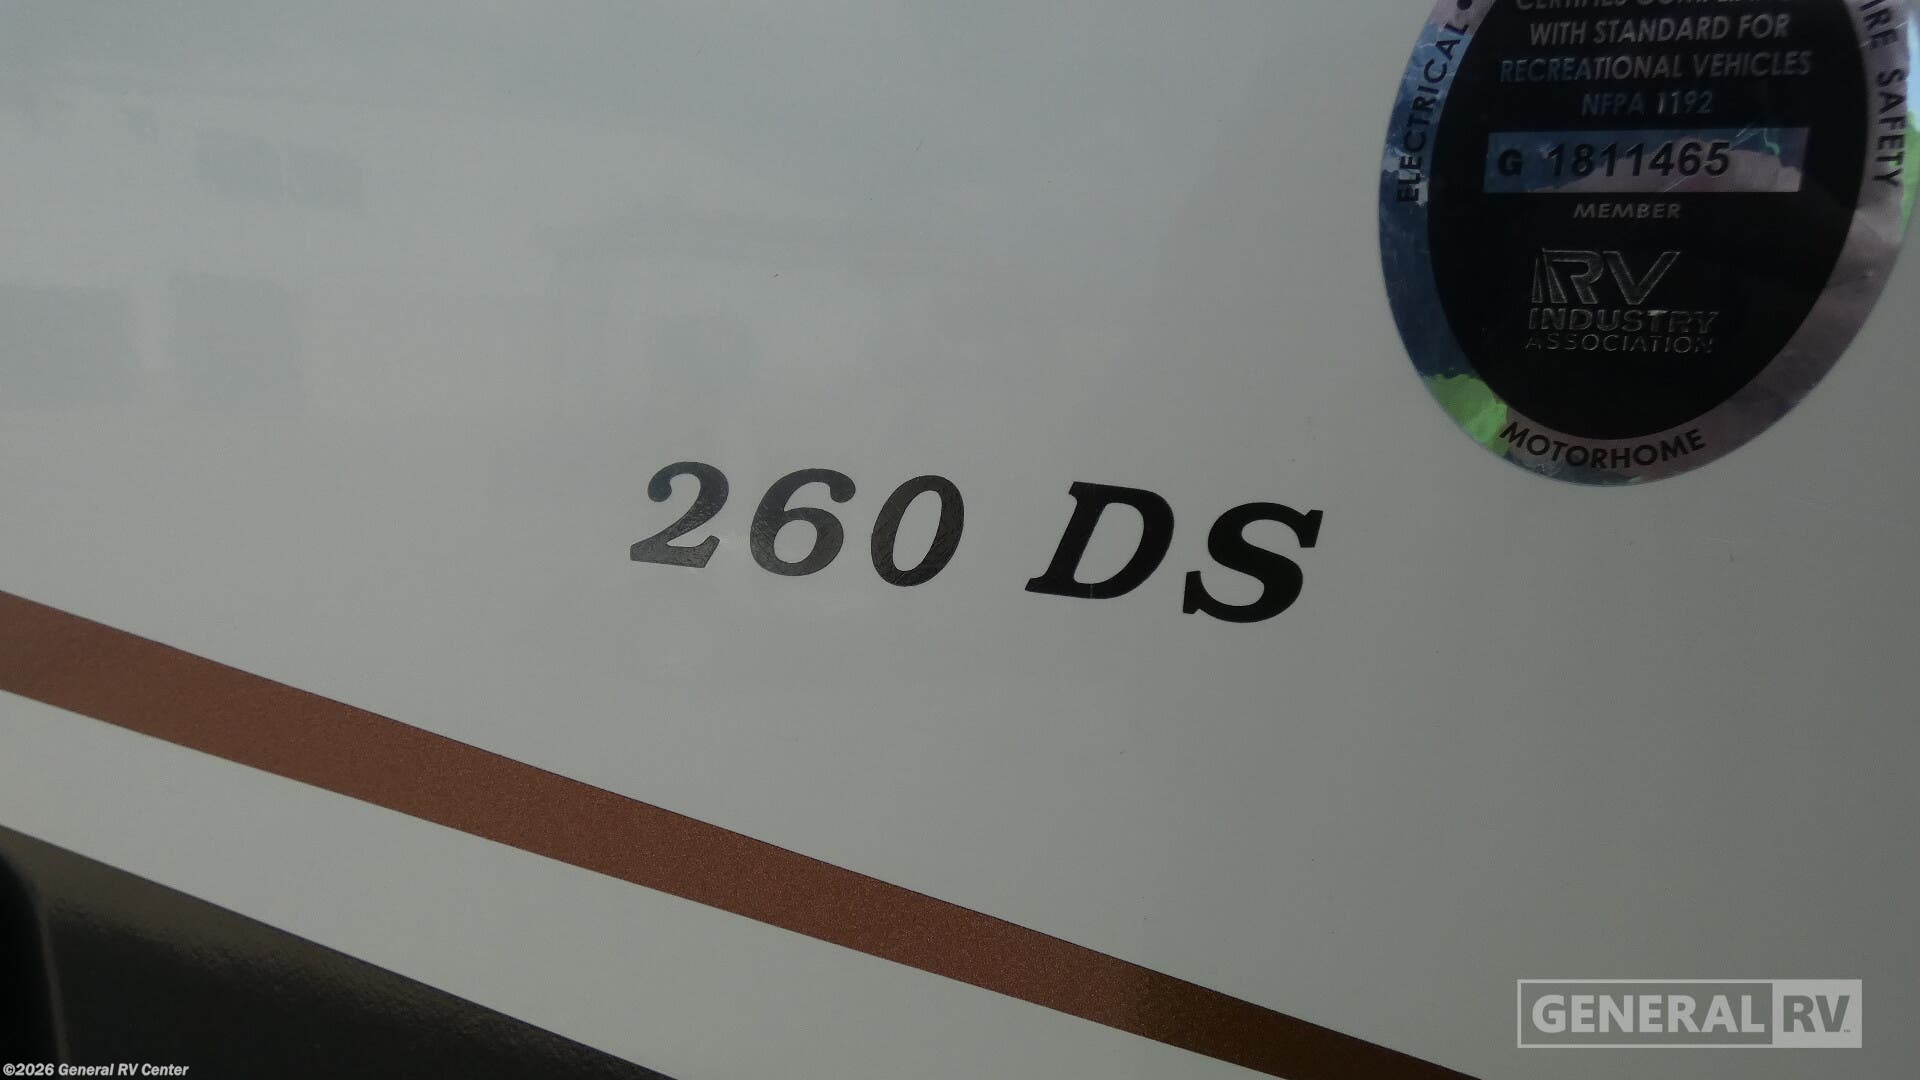 WITH STANDARD FOR
RECREATIONAL VEHICLES
NFPA 1192
G 1811465
MEMBER
RV
INDUSTRY
ASSOCIATION
ELECTRICAL •
SAFETY
MOTORHOME
260 DS
GENERAL RV
©2026 General RV Center